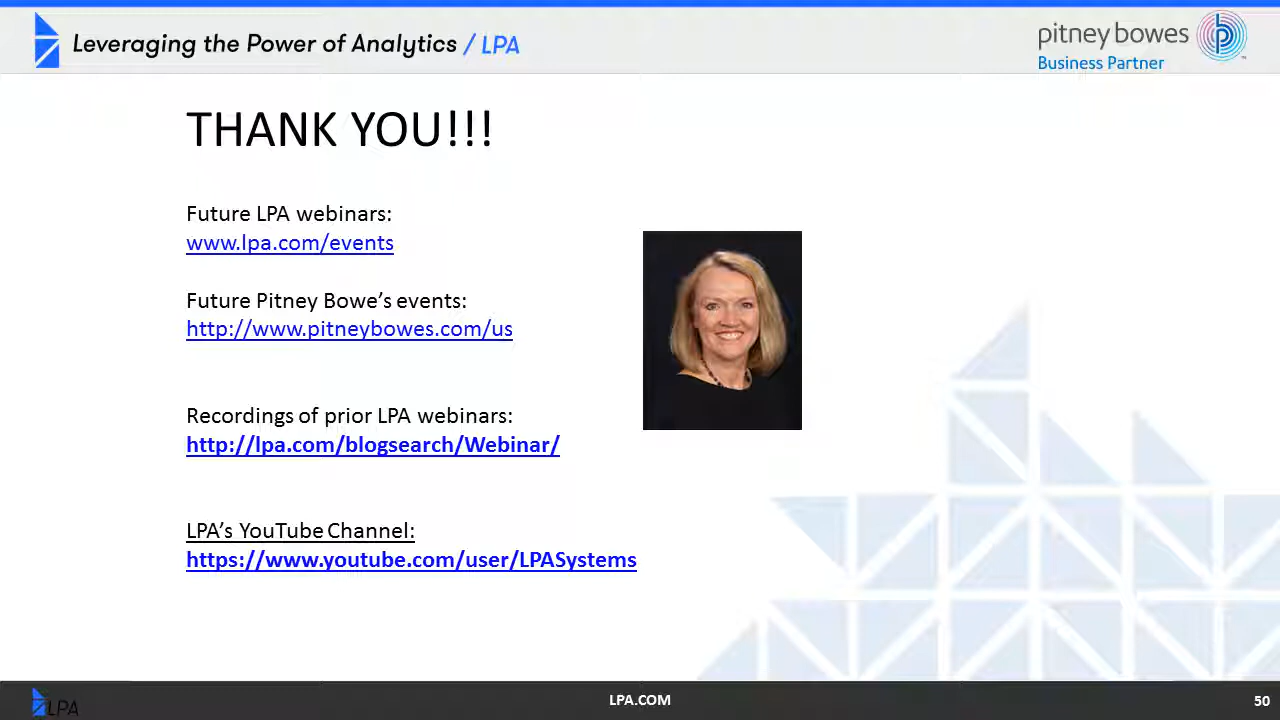 Leveraging the Power of Analytics / LPA
pitney bowes
Business Partner
THANK YOU!!!
Future LPA webinars:
www.lpa.com/events
Future Pitney Bowe’s events:
http://www.pitneybowes.com/us
Recordings of prior LPA webinars:
http://lpa.com/blogsearch/Webinar/
LPA’s YouTube Channel:
https://www.youtube.com/user/LPASystems
LPA
LPA.COM
50